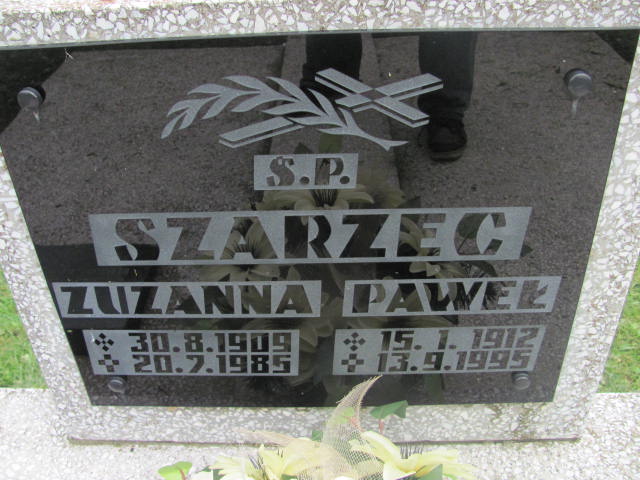 Ś.P.
SZARZEC
ZUZANNA PAWEŁ
30.8.1909 15.1.1912
20.7.1985 13.9.1995